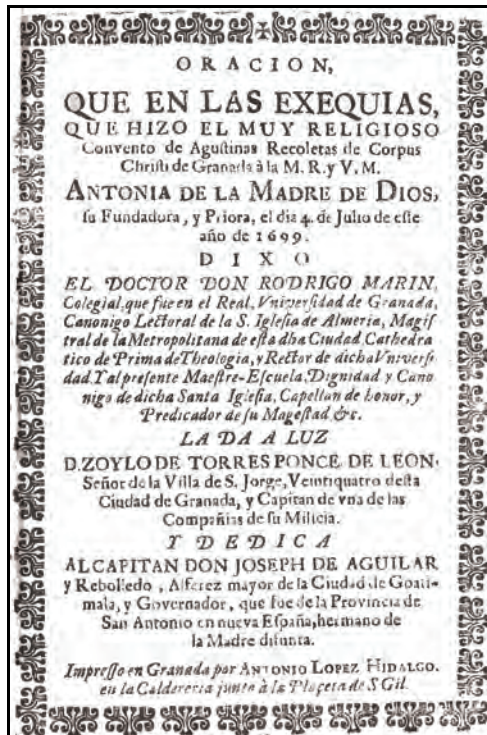 ORACION,
QUE EN LAS EXEQUIAS,
QUE HIZO EL MUY RELIGIOSO
Convento de Aguſtinas Recoletas de Corpus
Chriſti de Granada à la M. R. y V. M.
ANTONIA DE LA MADRE DE DIOS,
ſu Fundadora, y Priora, el dia 4. de Julio de eſte
año de 1699.
DIXO
EL DOCTOR DON RODRIGO MARIN,
Colegial, que fue en el Real, Vniverſidad de Granada,
Canonigo Lectoral de la S. Igleſia de Almeria, Magiſ
tral de la Metropolitana de eſta dha Ciudad, Cathedra
tico de Prima de Theologia, y Rector de dicha Vniverſi
dad. Y al preſente Maeſtre-Eſcuela, Dignidad y Cano
nigo de dicha Santa Igleſia, Capellan de honor, y
Predicador de ſu Mageſtad, &c.
LA DA A LUZ
D. ZOYLO DE TORRES PONCE DE LEON,
Señor de la Villa de S. Jorge, Veintiquatro deſta
Ciudad de Granada, y Capitan de vna de las
Compañias de ſu Milicia.
Y DEDICA
AL CAPITAN DON JOSEPH DE AGUILAR
y Rebolledo, Alferez mayor de la Ciudad de Goati-
mala, y Governador, que fue de la Provincia de
San Antonio en nueva Eſpaña, hermano de
la Madre difunta.
Impreſſo en Granada por ANTONIO LOPEZ HIDALGO.
en la Caldereria junto à la Plaçeta de S Gil.